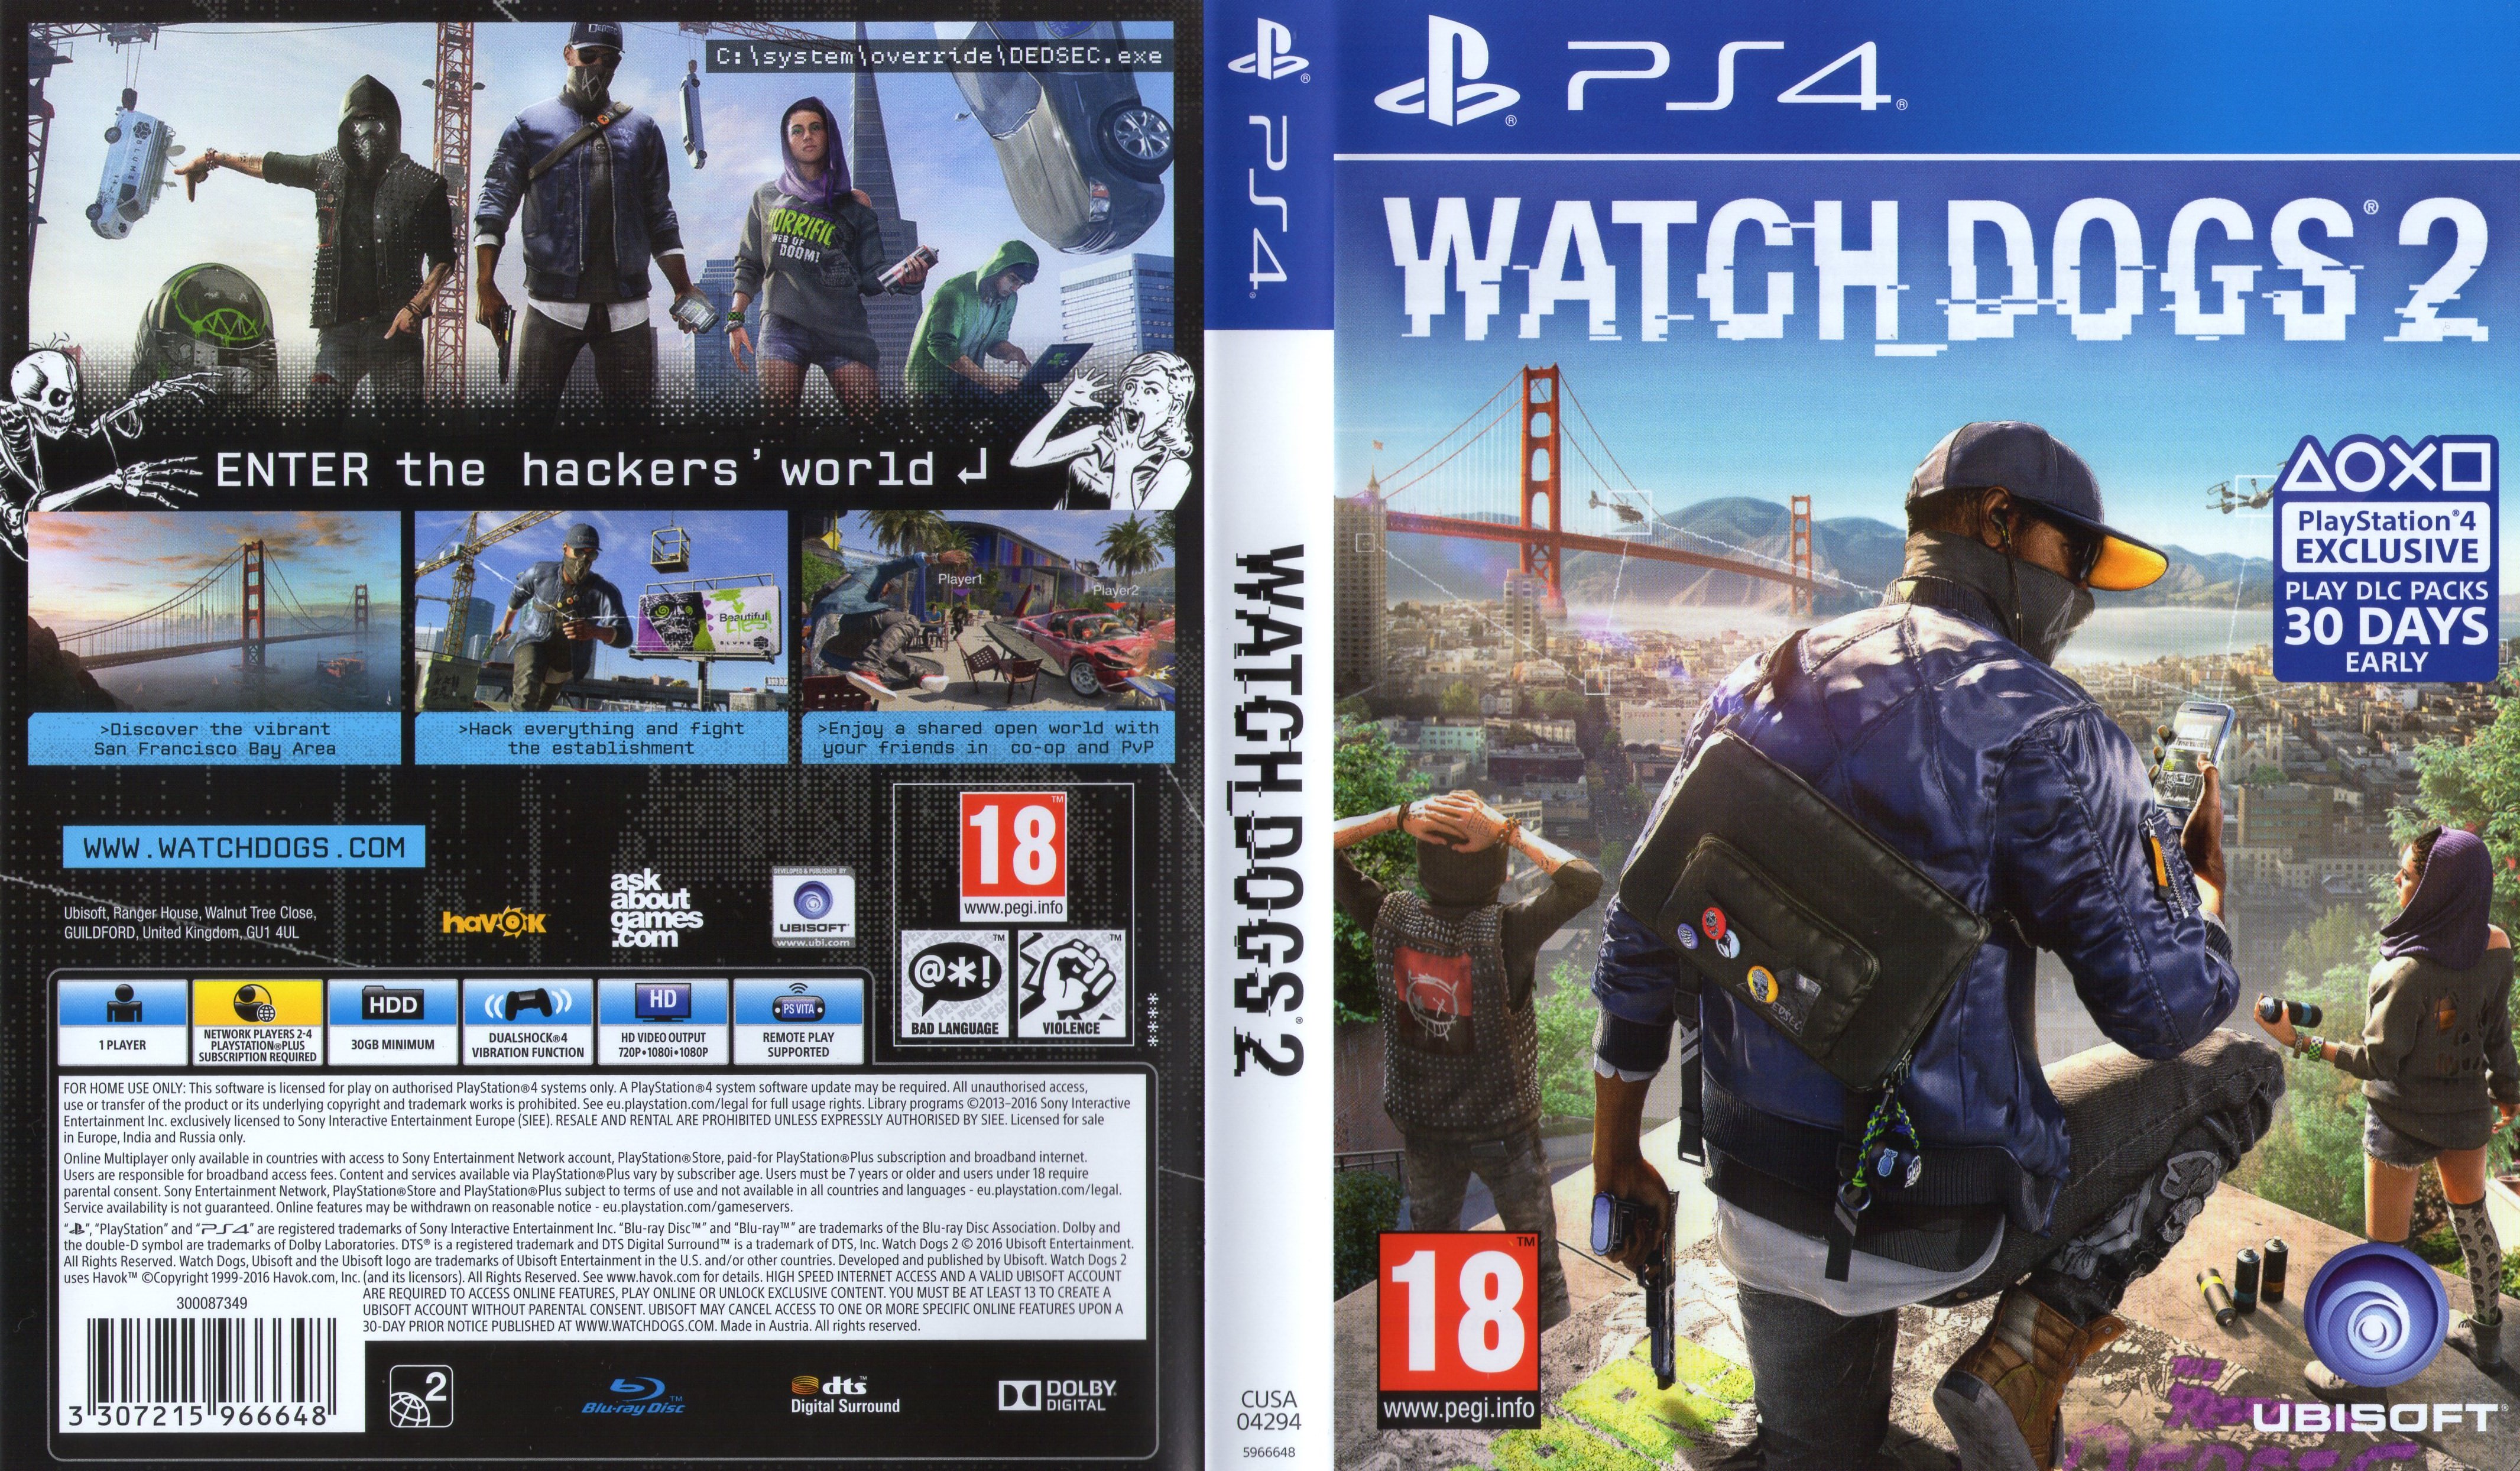 C:\system\override\DEDSEC.exe
HORRIFIC
WEB OF
DOOM!
ENTER the hackers' world ↲
Player1
Player2
Beautiful
LIES
BLUME
>Discover the vibrant
San Francisco Bay Area
>Hack everything and fight
the establishment
>Enjoy a shared open world with
your friends in co-op and PvP
WWW.WATCHDOGS.COM
Ubisoft, Ranger House, Walnut Tree Close,
GUILDFORD, United Kingdom, GU1 4UL
havok
ask
about
games
.com
DEVELOPED & PUBLISHED BY
UBISOFT
www.ubi.com
18™
www.pegi.info
@*!
BAD LANGUAGE
VIOLENCE
****
1 PLAYER
NETWORK PLAYERS 2-4
PLAYSTATION®PLUS
SUBSCRIPTION REQUIRED
HDD
30GB MINIMUM
DUALSHOCK®4
VIBRATION FUNCTION
HD
HD VIDEO OUTPUT
720P•1080i•1080P
PS VITA
REMOTE PLAY
SUPPORTED
FOR HOME USE ONLY: This software is licensed for play on authorised PlayStation®4 systems only. A PlayStation®4 system software update may be required. All unauthorised access,
use or transfer of the product or its underlying copyright and trademark works is prohibited. See eu.playstation.com/legal for full usage rights. Library programs ©2013-2016 Sony Interactive
Entertainment Inc. exclusively licensed to Sony Interactive Entertainment Europe (SIEE). RESALE AND RENTAL ARE PROHIBITED UNLESS EXPRESSLY AUTHORISED BY SIEE. Licensed for sale
in Europe, India and Russia only.
Online Multiplayer only available in countries with access to Sony Entertainment Network account, PlayStation®Store, paid-for PlayStation®Plus subscription and broadband internet.
Users are responsible for broadband access fees. Content and services available via PlayStation®Plus vary by subscriber age. Users must be 7 years or older and users under 18 require
parental consent. Sony Entertainment Network, PlayStation®Store and PlayStation®Plus subject to terms of use and not available in all countries and languages - eu.playstation.com/legal.
Service availability is not guaranteed. Online features may be withdrawn on reasonable notice - eu.playstation.com/gameservers.
" ", "PlayStation" and "PS4" are registered trademarks of Sony Interactive Entertainment Inc. "Blu-ray Disc™" and "Blu-ray™" are trademarks of the Blu-ray Disc Association. Dolby and
the double-D symbol are trademarks of Dolby Laboratories. DTS® is a registered trademark and DTS Digital Surround™ is a trademark of DTS, Inc. Watch Dogs 2 © 2016 Ubisoft Entertainment.
All Rights Reserved. Watch Dogs, Ubisoft and the Ubisoft logo are trademarks of Ubisoft Entertainment in the U.S. and/or other countries. Developed and published by Ubisoft. Watch Dogs 2
uses Havok™ ©Copyright 1999-2016 Havok.com, Inc. (and its licensors). All Rights Reserved. See www.havok.com for details. HIGH SPEED INTERNET ACCESS AND A VALID UBISOFT ACCOUNT
ARE REQUIRED TO ACCESS ONLINE FEATURES, PLAY ONLINE OR UNLOCK EXCLUSIVE CONTENT. YOU MUST BE AT LEAST 13 TO CREATE A
UBISOFT ACCOUNT WITHOUT PARENTAL CONSENT. UBISOFT MAY CANCEL ACCESS TO ONE OR MORE SPECIFIC ONLINE FEATURES UPON A
30-DAY PRIOR NOTICE PUBLISHED AT WWW.WATCHDOGS.COM. Made in Austria. All rights reserved.
300087349
3 307215 966648
2
Blu-ray Disc™
dts™
Digital Surround
DOLBY
DIGITAL
PS4®
WATCH_DOGS® 2
CUSA
04294
5966648
PS4®
WATCH_DOGS® 2
PlayStation®4
EXCLUSIVE
PLAY DLC PACKS
30 DAYS
EARLY
18™
www.pegi.info
UBISOFT®